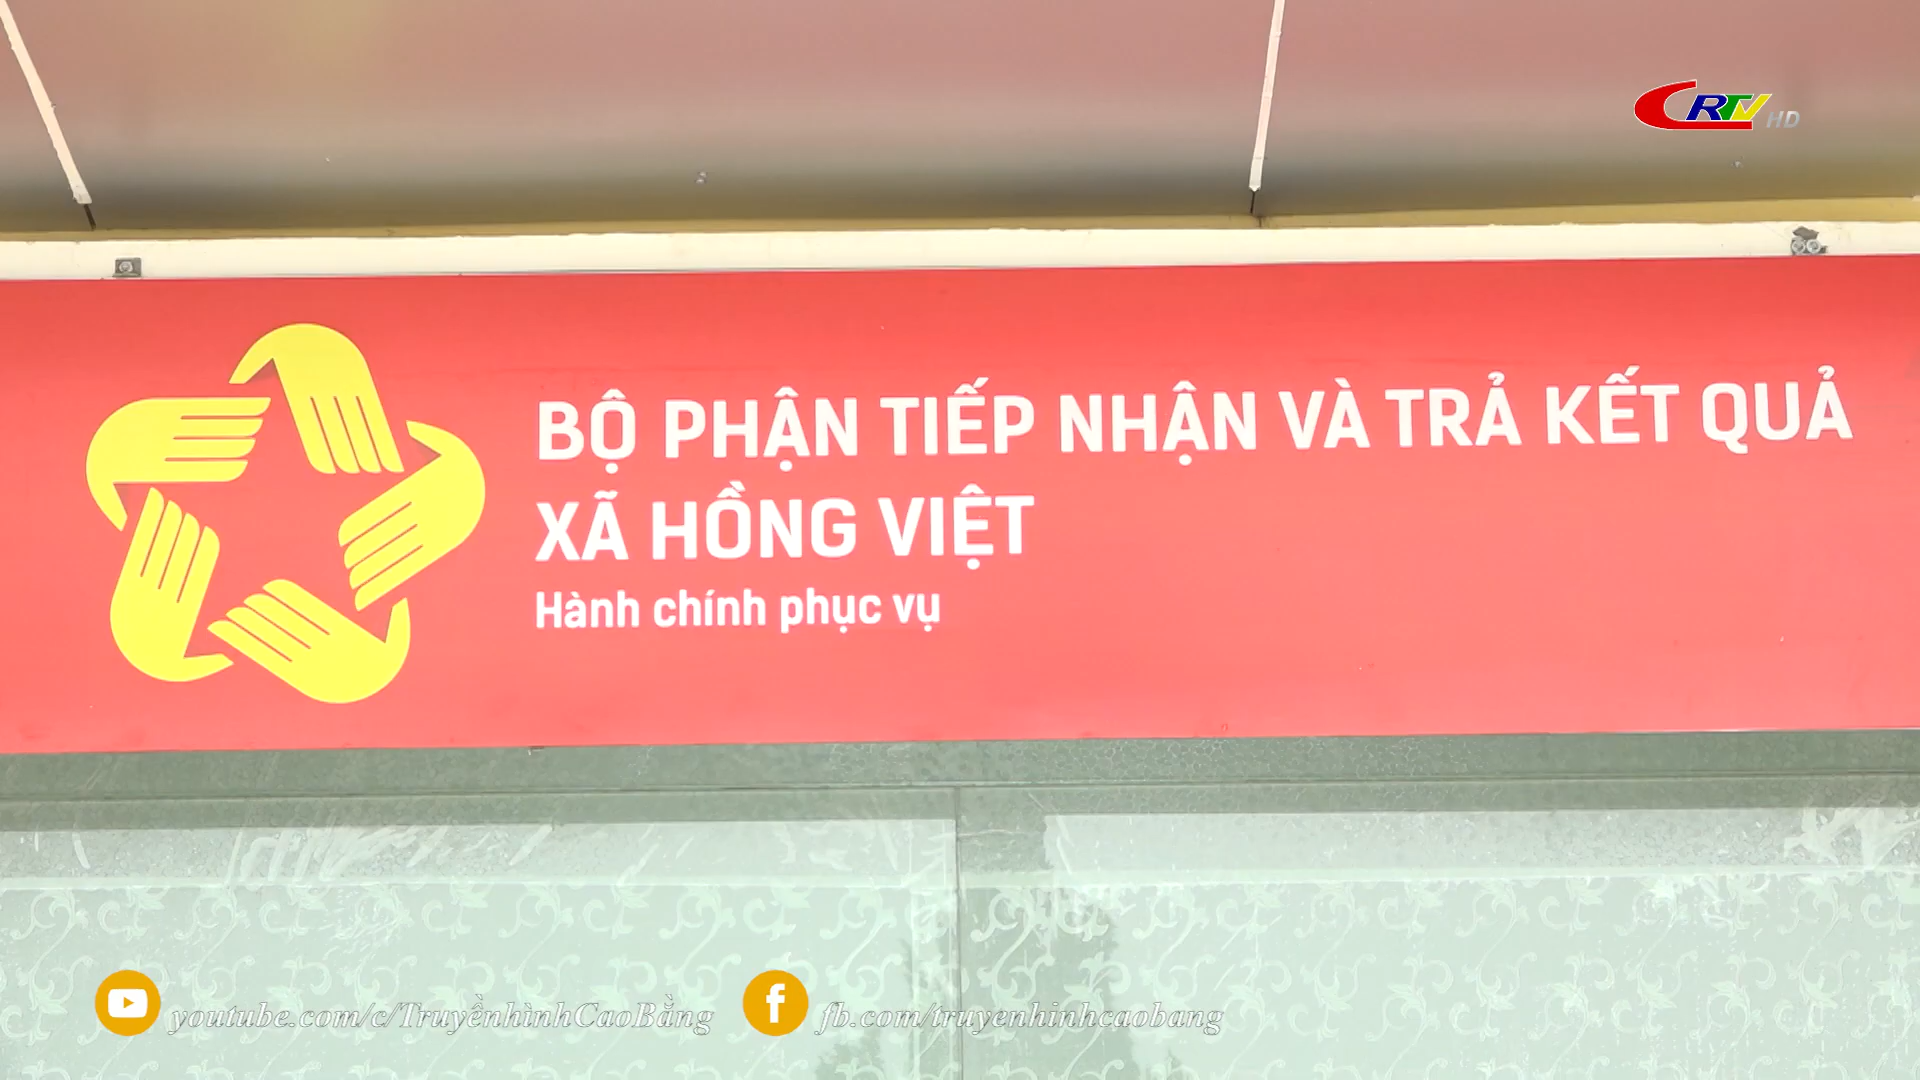 CRTV HD
BỘ PHẬN TIẾP NHẬN VÀ TRẢ KẾT QUẢ
XÃ HỒNG VIỆT
Hành chính phục vụ
youtube.com/c/TruyềnhìnhCaoBằng
fb.com/truyenhinhcaobang